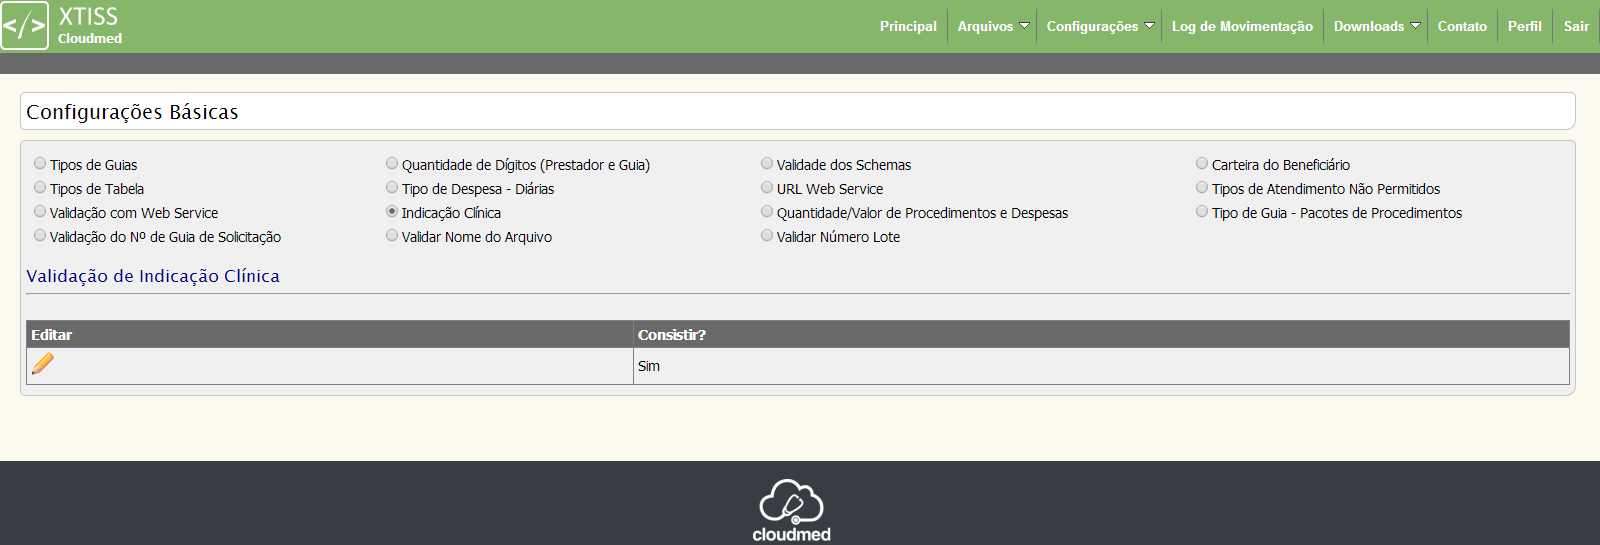 </>
XTISS
Cloudmed
Principal Arquivos Configurações Log de Movimentação Downloads Contato Perfil Sair
Configurações Básicas
Tipos de Guias Quantidade de Dígitos (Prestador e Guia) Validade dos Schemas Carteira do Beneficiário
Tipos de Tabela Tipo de Despesa - Diárias URL Web Service Tipos de Atendimento Não Permitidos
Validação com Web Service Indicação Clínica Quantidade/Valor de Procedimentos e Despesas Tipo de Guia - Pacotes de Procedimentos
Validação do Nº de Guia de Solicitação Validar Nome do Arquivo Validar Número Lote
Validação de Indicação Clínica
Editar Consistir?
Sim
cloudmed